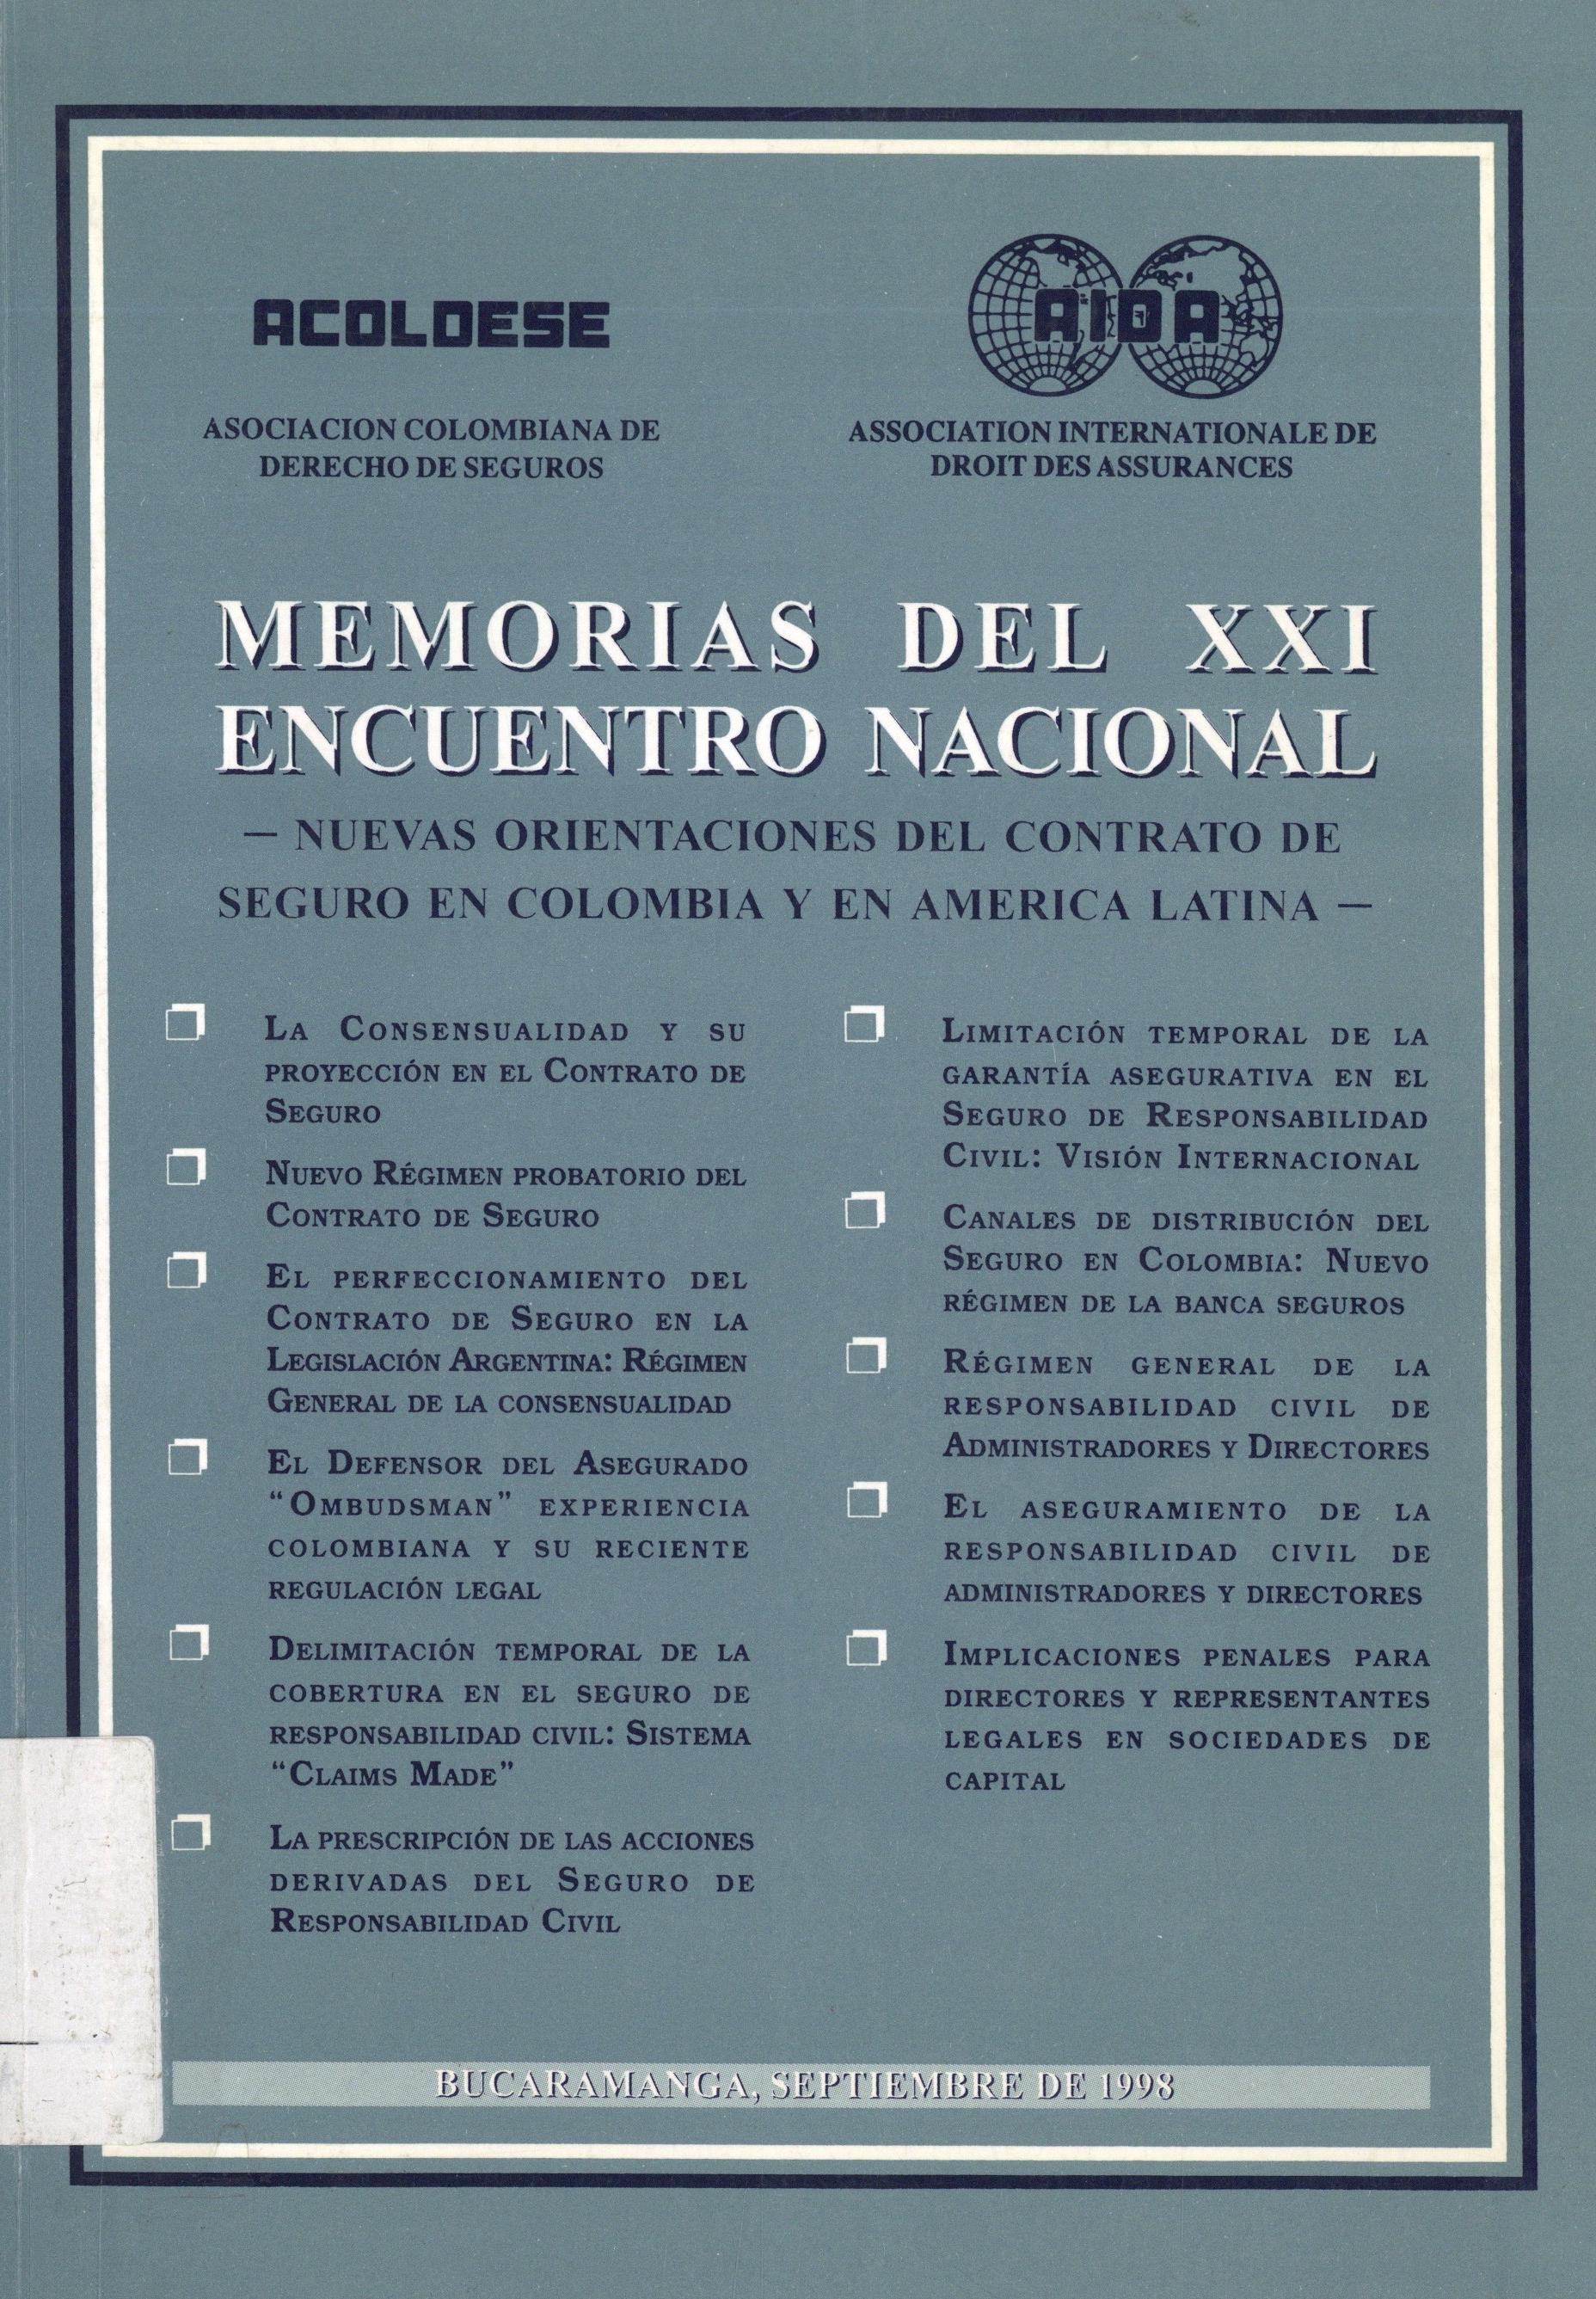 ACOLDESE
ASOCIACION COLOMBIANA DE
DERECHO DE SEGUROS
AIDA
ASSOCIATION INTERNATIONALE DE
DROIT DES ASSURANCES
MEMORIAS DEL XXI
ENCUENTRO NACIONAL
— NUEVAS ORIENTACIONES DEL CONTRATO DE
SEGURO EN COLOMBIA Y EN AMERICA LATINA —
LA CONSENSUALIDAD Y SU
PROYECCIÓN EN EL CONTRATO DE
SEGURO
NUEVO RÉGIMEN PROBATORIO DEL
CONTRATO DE SEGURO
EL PERFECCIONAMIENTO DEL
CONTRATO DE SEGURO EN LA
LEGISLACIÓN ARGENTINA: RÉGIMEN
GENERAL DE LA CONSENSUALIDAD
EL DEFENSOR DEL ASEGURADO
“OMBUDSMAN” EXPERIENCIA
COLOMBIANA Y SU RECIENTE
REGULACIÓN LEGAL
DELIMITACIÓN TEMPORAL DE LA
COBERTURA EN EL SEGURO DE
RESPONSABILIDAD CIVIL: SISTEMA
“CLAIMS MADE”
LA PRESCRIPCIÓN DE LAS ACCIONES
DERIVADAS DEL SEGURO DE
RESPONSABILIDAD CIVIL
LIMITACIÓN TEMPORAL DE LA
GARANTÍA ASEGURATIVA EN EL
SEGURO DE RESPONSABILIDAD
CIVIL: VISIÓN INTERNACIONAL
CANALES DE DISTRIBUCIÓN DEL
SEGURO EN COLOMBIA: NUEVO
RÉGIMEN DE LA BANCA SEGUROS
RÉGIMEN GENERAL DE LA
RESPONSABILIDAD CIVIL DE
ADMINISTRADORES Y DIRECTORES
EL ASEGURAMIENTO DE LA
RESPONSABILIDAD CIVIL DE
ADMINISTRADORES Y DIRECTORES
IMPLICACIONES PENALES PARA
DIRECTORES Y REPRESENTANTES
LEGALES EN SOCIEDADES DE
CAPITAL
BUCARAMANGA, SEPTIEMBRE DE 1998